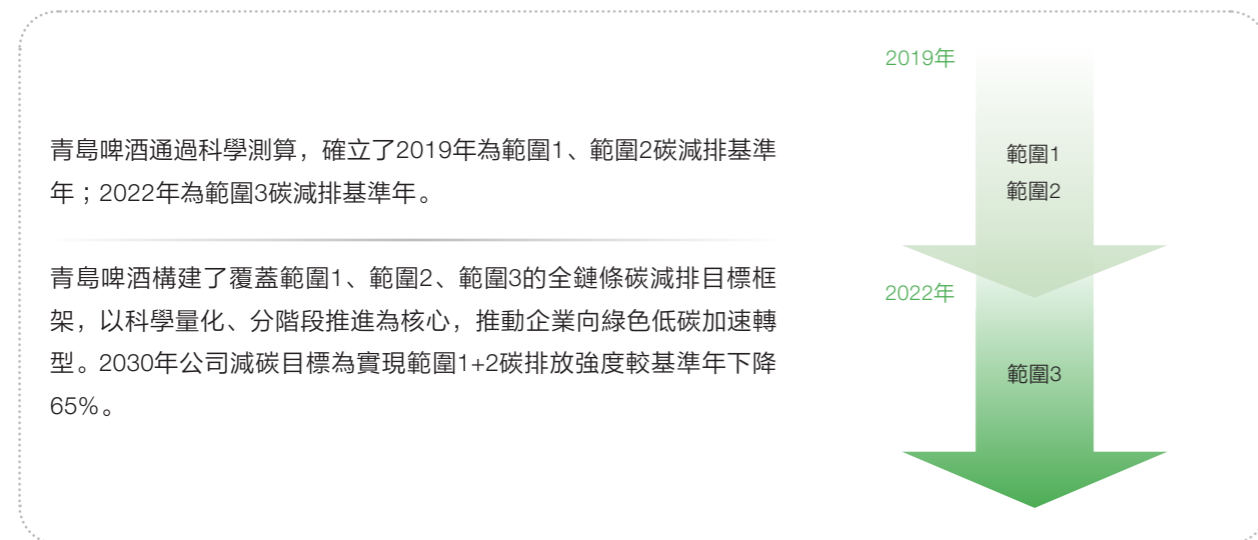 青島啤酒通過科學測算，確立了2019年為範圍1、範圍2碳減排基準
年；2022年為範圍3碳減排基準年。
青島啤酒構建了覆蓋範圍1、範圍2、範圍3的全鏈條碳減排目標框
架，以科學量化、分階段推進為核心，推動企業向綠色低碳加速轉
型。2030年公司減碳目標為實現範圍1+2碳排放強度較基準年下降
65%。
2019年
範圍1
範圍2
2022年
範圍3